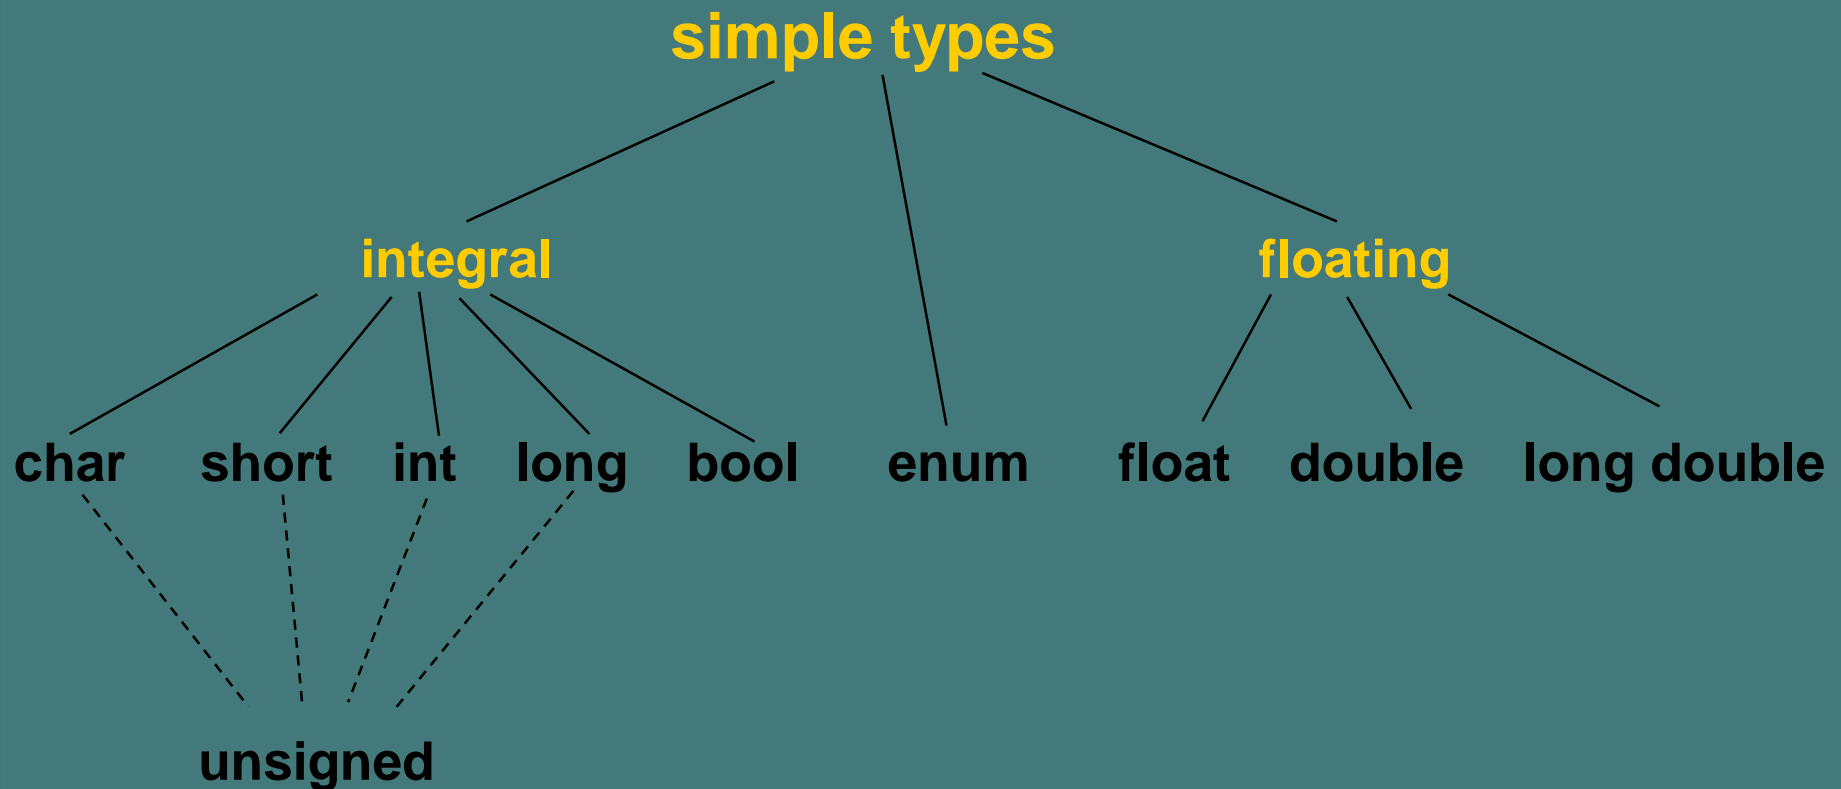 simple types
integral floating
char short int long bool enum float double long double
unsigned